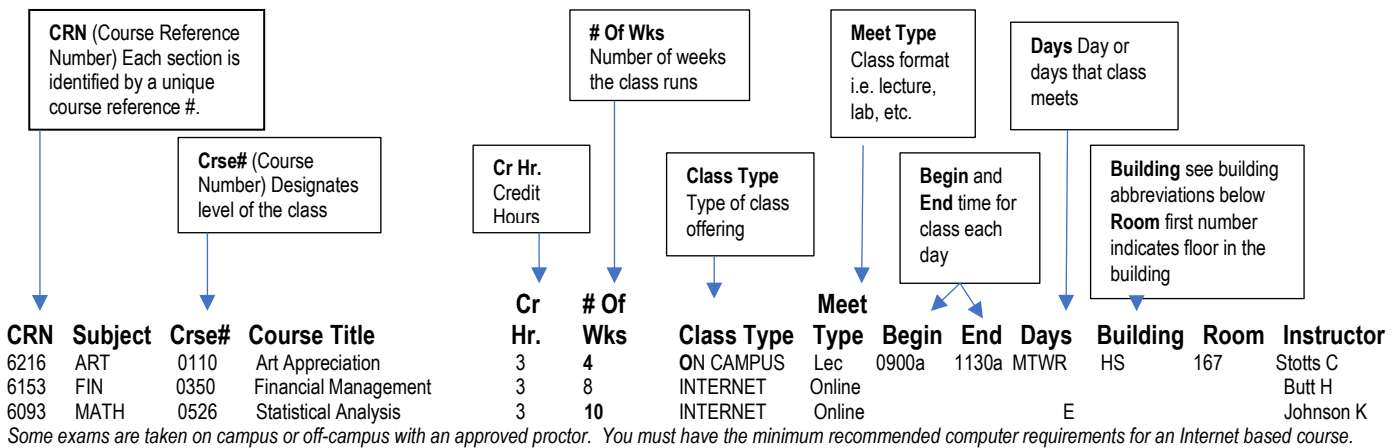 CRN (Course Reference
Number) Each section is
identified by a unique
course reference #.
# Of Wks
Number of weeks
the class runs
Meet Type
Class format
i.e. lecture,
lab, etc.
Days Day or
days that class
meets
Crse# (Course
Number) Designates
level of the class
Cr Hr.
Credit
Hours
Class Type
Type of class
offering
Begin and
End time for
class each
day
Building see building
abbreviations below
Room first number
indicates floor in the
building
Cr # Of Meet
CRN Subject Crse# Course Title Hr. Wks Class Type Type Begin End Days Building Room Instructor
6216 ART 0110 Art Appreciation 3 4 ON CAMPUS Lec 0900a 1130a MTWR HS 167 Stotts C
6153 FIN 0350 Financial Management 3 8 INTERNET Online Butt H
6093 MATH 0526 Statistical Analysis 3 10 INTERNET Online E Johnson K
Some exams are taken on campus or off-campus with an approved proctor. You must have the minimum recommended computer requirements for an Internet based course.